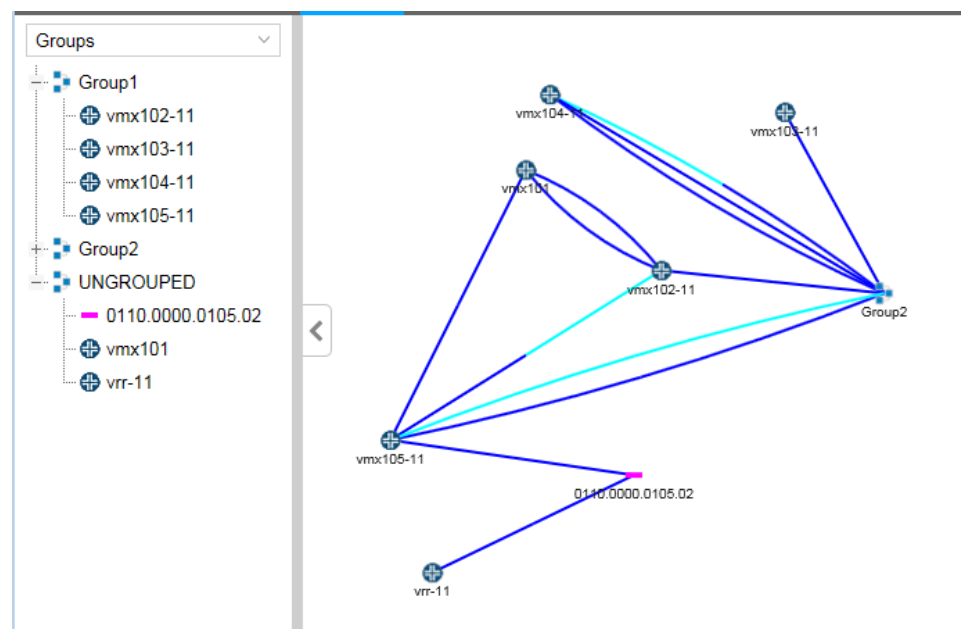 Groups
Group1
vmx102-11
vmx103-11
vmx104-11
vmx105-11
Group2
UNGROUPED
0110.0000.0105.02
vmx101
vrr-11
vmx104-11
vmx103-11
vmx101
vmx102-11
Group2
vmx105-11
0110.0000.0105.02
vrr-11